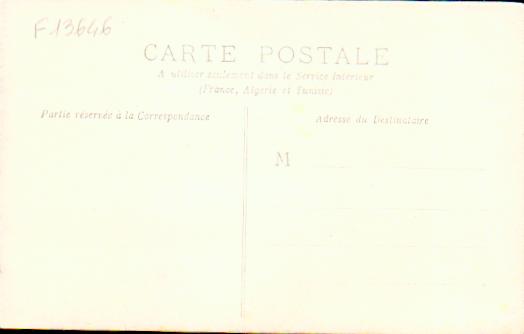 F13646
CARTE POSTALE
A utiliser seulement dans le Service Intérieur
(France, Algérie et Tunisie)
Partie réservée à la Correspondance
Adresse du Destinataire
M